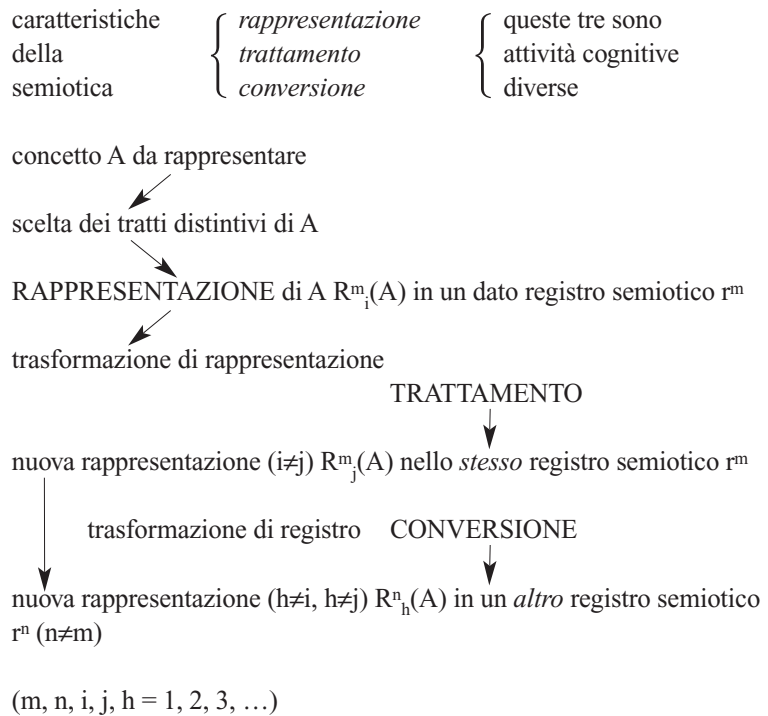 caratteristiche { rappresentazione { queste tre sono
della { trattamento { attività cognitive
semiotica { conversione { diverse
concetto A da rappresentare
scelta dei tratti distintivi di A
RAPPRESENTAZIONE di A Rᵐᵢ(A) in un dato registro semiotico rᵐ
trasformazione di rappresentazione
TRATTAMENTO
nuova rappresentazione (i≠j) Rᵐⱼ(A) nello stesso registro semiotico rᵐ
trasformazione di registro CONVERSIONE
nuova rappresentazione (h≠i, h≠j) Rⁿₕ(A) in un altro registro semiotico
rⁿ (n≠m)
(m, n, i, j, h = 1, 2, 3, …)